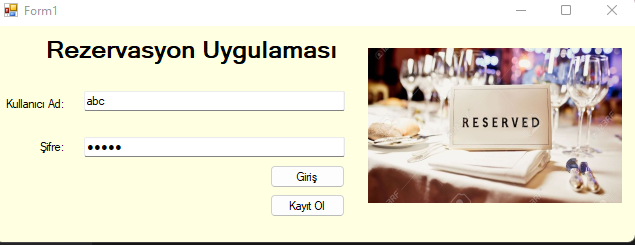 Form1
Rezervasyon Uygulaması
Kullanıcı Ad:
abc
Şifre:
●●●●●
Giriş
Kayıt Ol
RESERVED